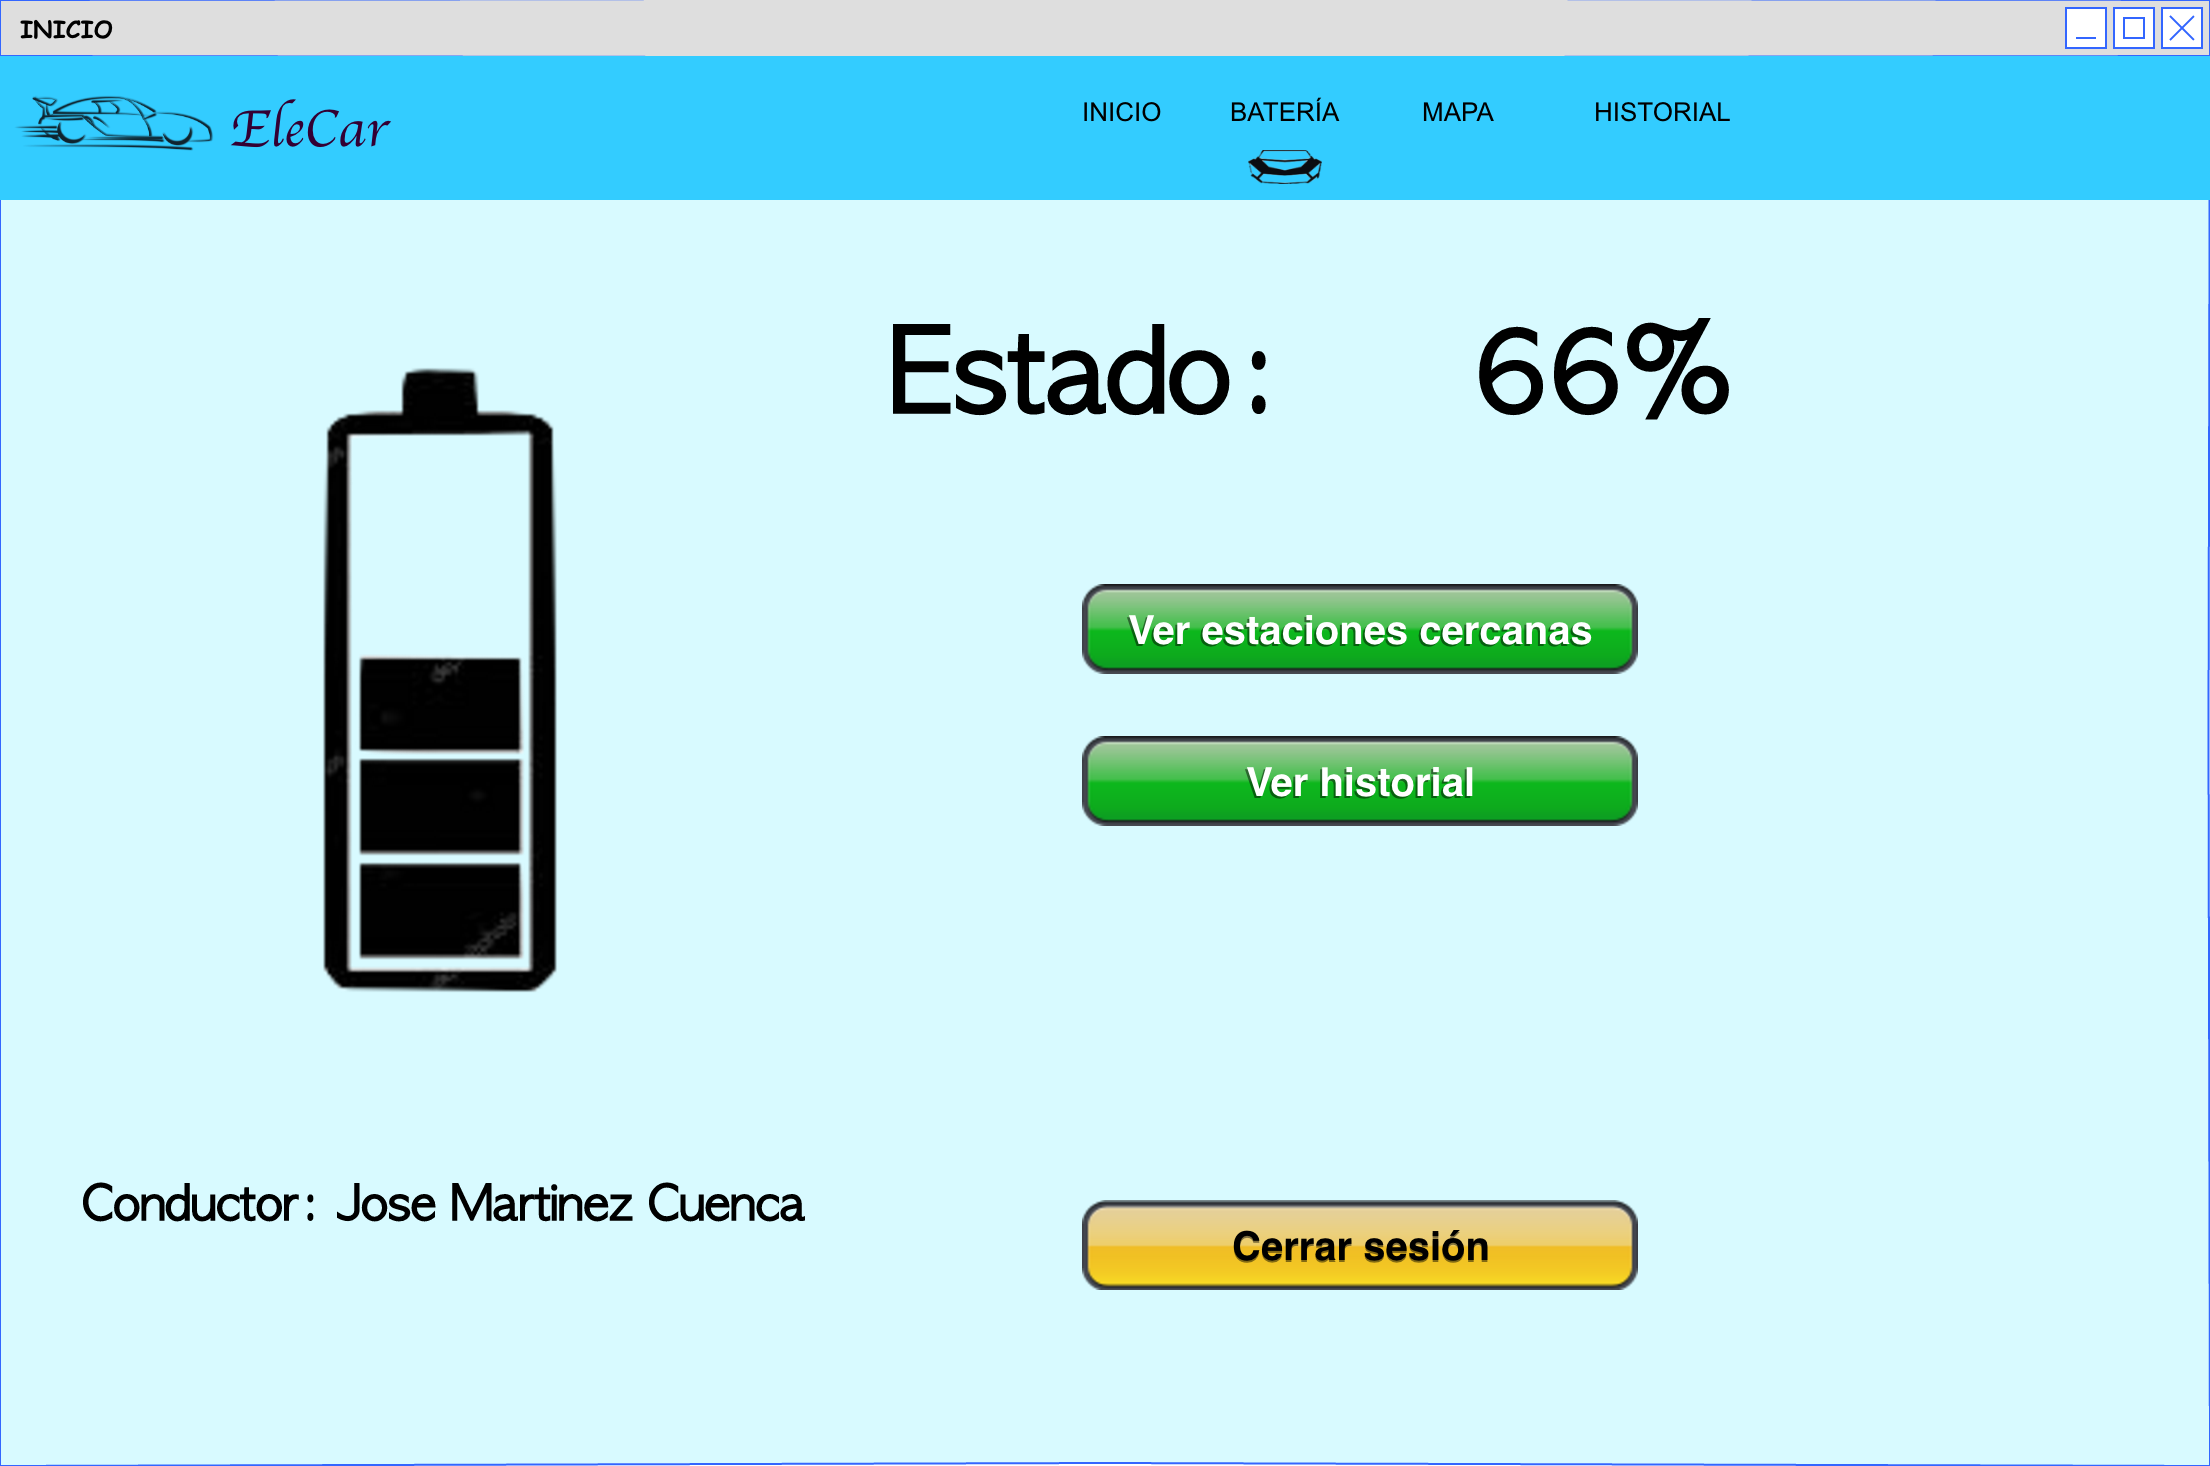 INICIO
EleCar
INICIO BATERÍA MAPA HISTORIAL
Estado: 66%
Ver estaciones cercanas
Ver historial
Conductor: Jose Martinez Cuenca
Cerrar sesión